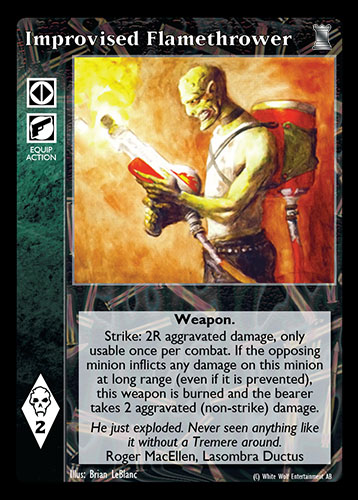 Improvised Flamethrower
EQUIP
ACTION
2
Weapon.
Strike: 2R aggravated damage, only
usable once per combat. If the opposing
minion inflicts any damage on this minion
at long range (even if it is prevented),
this weapon is burned and the bearer
takes 2 aggravated (non-strike) damage.
He just exploded. Never seen anything like
it without a Tremere around.
Roger MacEllen, Lasombra Ductus
Illus: Brian LeBlanc
(C) White Wolf Entertainment AB